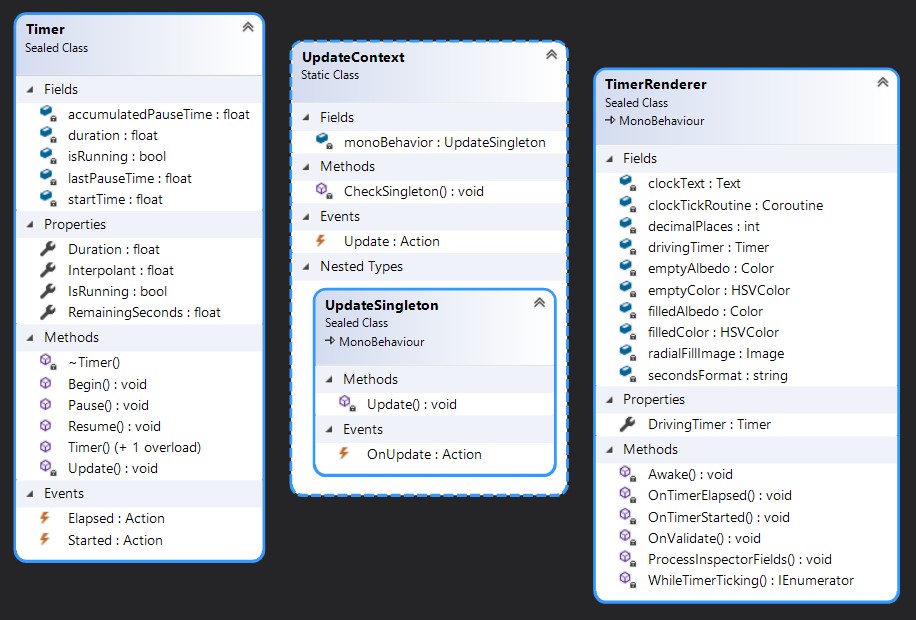 Timer
Sealed Class
Fields
accumulatedPauseTime : float
duration : float
isRunning : bool
lastPauseTime : float
startTime : float
Properties
Duration : float
Interpolant : float
IsRunning : bool
RemainingSeconds : float
Methods
~Timer()
Begin() : void
Pause() : void
Resume() : void
Timer() (+ 1 overload)
Update() : void
Events
Elapsed : Action
Started : Action
UpdateContext
Static Class
Fields
monoBehavior : UpdateSingleton
Methods
CheckSingleton() : void
Events
Update : Action
Nested Types
UpdateSingleton
Sealed Class
MonoBehaviour
Methods
Update() : void
Events
OnUpdate : Action
TimerRenderer
Sealed Class
MonoBehaviour
Fields
clockText : Text
clockTickRoutine : Coroutine
decimalPlaces : int
drivingTimer : Timer
emptyAlbedo : Color
emptyColor : HSVColor
filledAlbedo : Color
filledColor : HSVColor
radialFillImage : Image
secondsFormat : string
Properties
DrivingTimer : Timer
Methods
Awake() : void
OnTimerElapsed() : void
OnTimerStarted() : void
OnValidate() : void
ProcessInspectorFields() : void
WhileTimerTicking() : IEnumerator